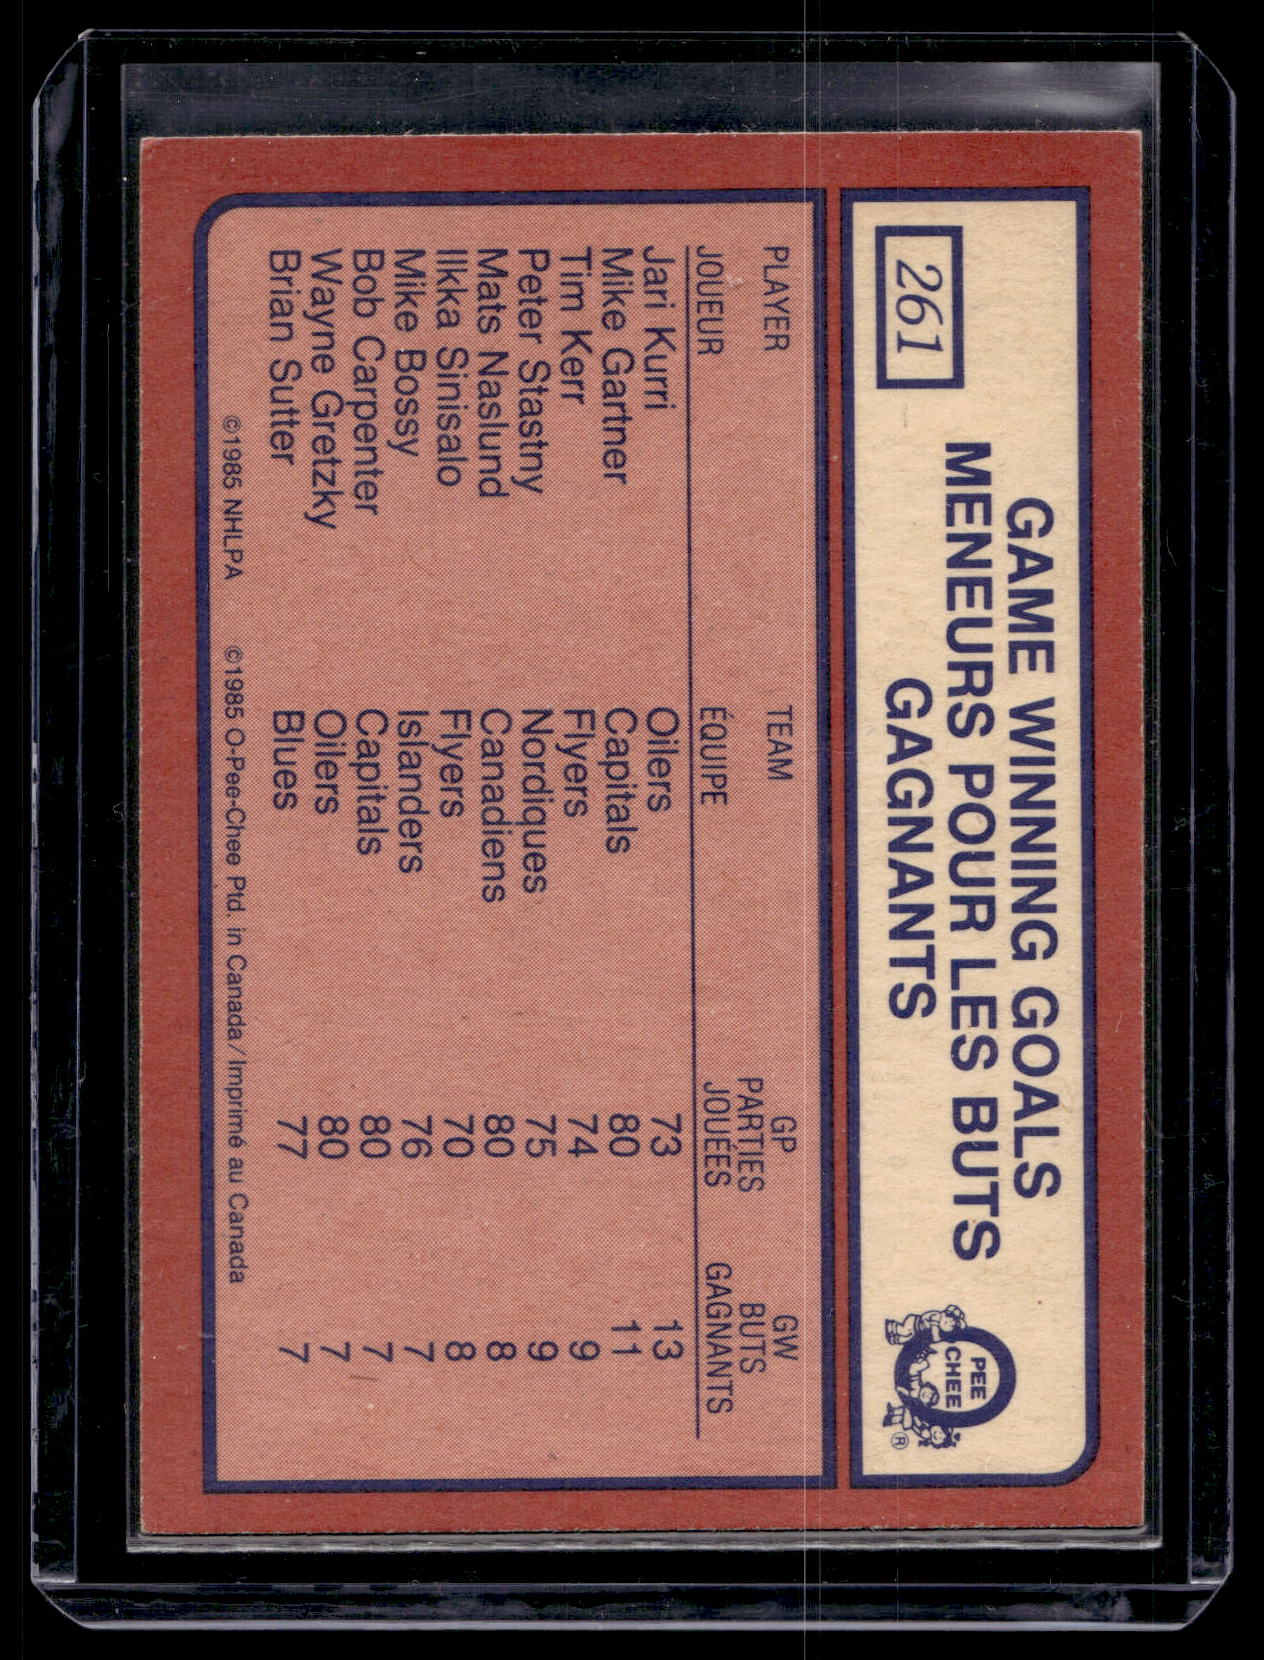 261
GAME WINNING GOALS
MENEURS POUR LES BUTS
GAGNANTS
PEE
CHEE
®
PLAYER TEAM GP GW
JOUEUR ÉQUIPE PARTIES JOUÉES BUTS GAGNANTS
Jari Kurri Oilers 73 13
Mike Gartner Capitals 80 11
Tim Kerr Flyers 74 9
Peter Stastny Nordiques 75 9
Mats Naslund Canadiens 80 8
Ilkka Sinisalo Flyers 70 8
Mike Bossy Islanders 76 7
Bob Carpenter Capitals 80 7
Wayne Gretzky Oilers 80 7
Brian Sutter Blues 77 7
©1985 NHLPA ©1985 O-Pee-Chee Ptd. in Canada/Imprimé au Canada